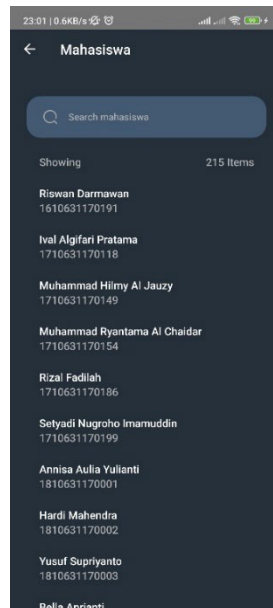 23:01 | 0.6KB/s
Mahasiswa
Search mahasiswa
Showing 215 Items
Riswan Darmawan
1610631170191
Ival Algifari Pratama
1710631170118
Muhammad Hilmy Al Jauzy
1710631170149
Muhammad Ryantama Al Chaidar
1710631170154
Rizal Fadilah
1710631170186
Setyadi Nugroho Imamuddin
1710631170199
Annisa Aulia Yulianti
1810631170001
Hardi Mahendra
1810631170002
Yusuf Supriyanto
1810631170003
Bella Aprianti